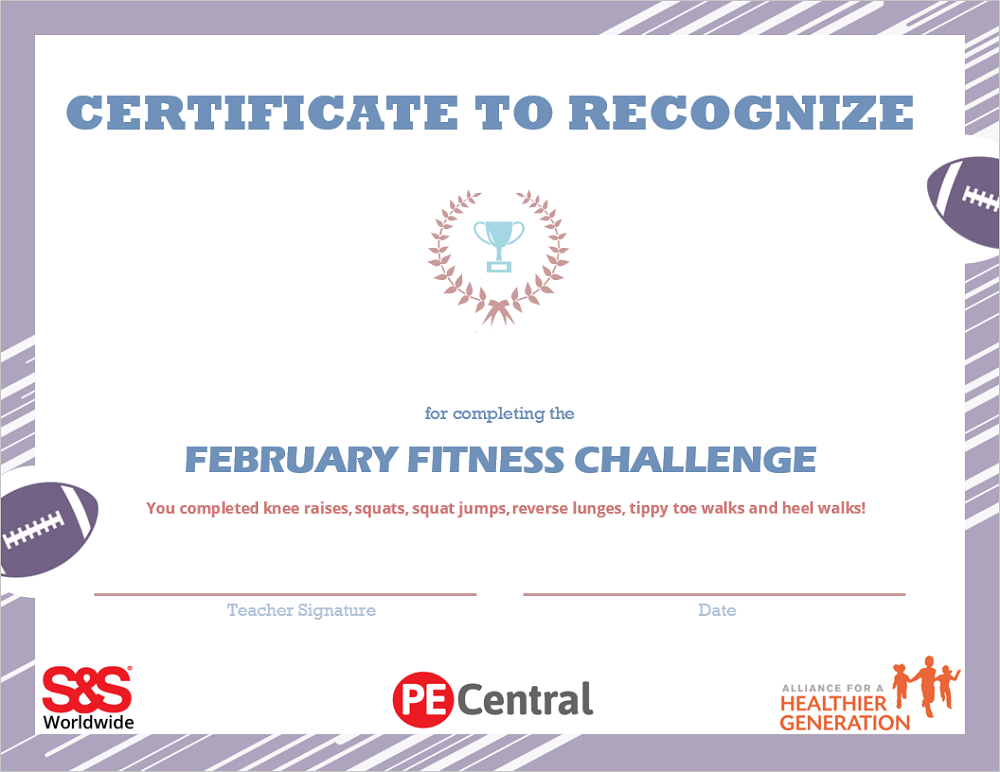 CERTIFICATE TO RECOGNIZE
for completing the
FEBRUARY FITNESS CHALLENGE
You completed knee raises, squats, squat jumps, reverse lunges, tippy toe walks and heel walks!
Teacher Signature
Date
S&S®
Worldwide
PE Central
ALLIANCE FOR A
HEALTHIER
GENERATION